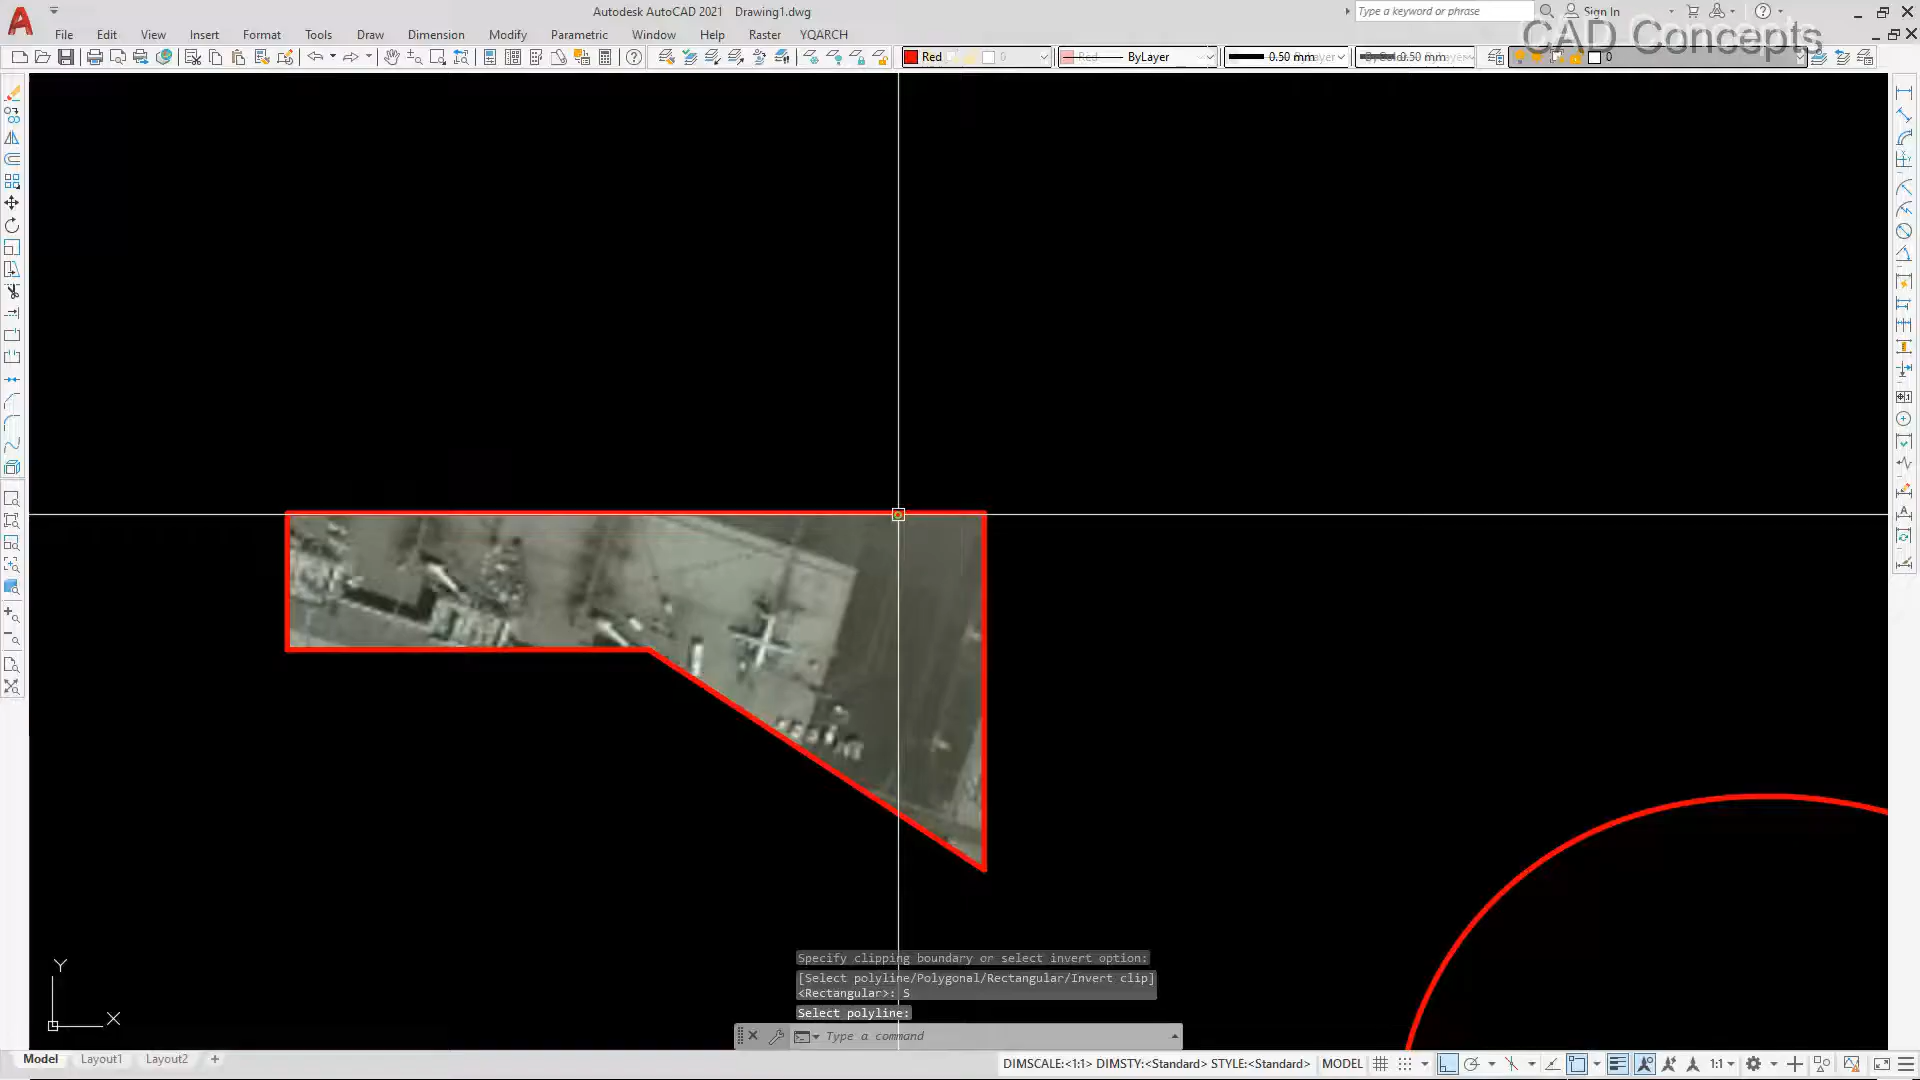 Autodesk AutoCAD 2021 Drawing1.dwg
Type a keyword or phrase
Sign In
File Edit View Insert Format Tools Draw Dimension Modify Parametric Window Help Raster YQARCH
CAD Concepts
Red
ByLayer
0.50 mm
0.50 mm
0
Specify clipping boundary or select invert option:
[Select polyline/Polygonal/Rectangular/Invert clip]
<Rectangular>: S
Select polyline:
Type a command
Y
X
Model Layout1 Layout2 +
DIMSCALE:<1:1> DIMSTY:<Standard> STYLE:<Standard> MODEL
1:1